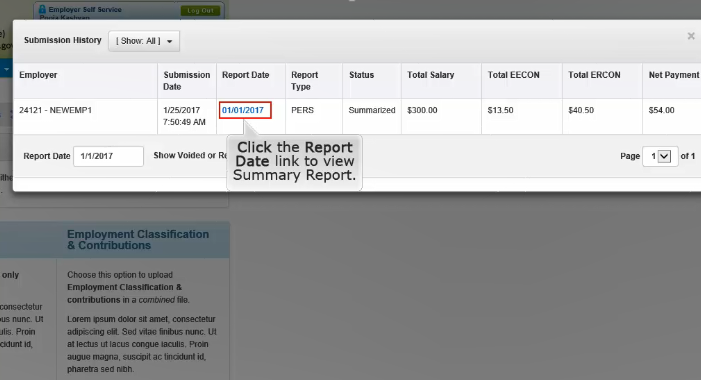 Employer Self Service
Log Out
.gov
Submission History
[ Show: All ]
×
Employer
Submission Date
Report Date
Report Type
Status
Total Salary
Total EECON
Total ERCON
Net Payment
24121 - NEWEMP1
1/25/2017 7:50:49 AM
01/01/2017
PERS
Summarized
$300.00
$13.50
$40.50
$54.00
Report Date
1/1/2017
Show Voided or Re
Page
1
of 1
Click the Report
Date link to view
Summary Report.
Employment Classification
& Contributions
only
Choose this option to upload
Employment Classification &
contributions in a combined file.
consectetur
bus nunc. Ut
ulis. Proin
cidunt id,
Lorem ipsum dolor sit amet, consectetur
adipiscing elit. Sed vitae finibus nunc. Ut
at lectus ut lacus congue iaculis. Proin
augue magna, suscipit ac tincidunt id,
pharetra sed nibh.